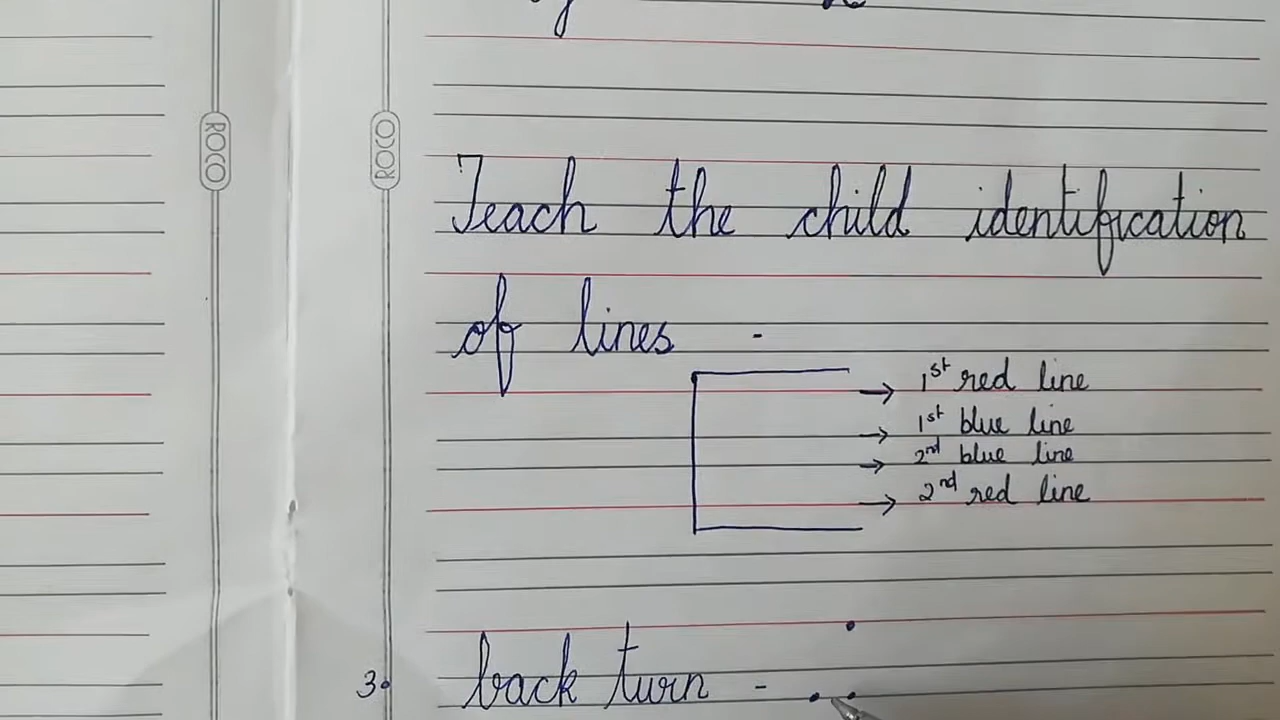 ROCO
ROCO
Teach the child identification
of lines -
1st red line
1st blue line
2nd blue line
2nd red line
3. back turn -